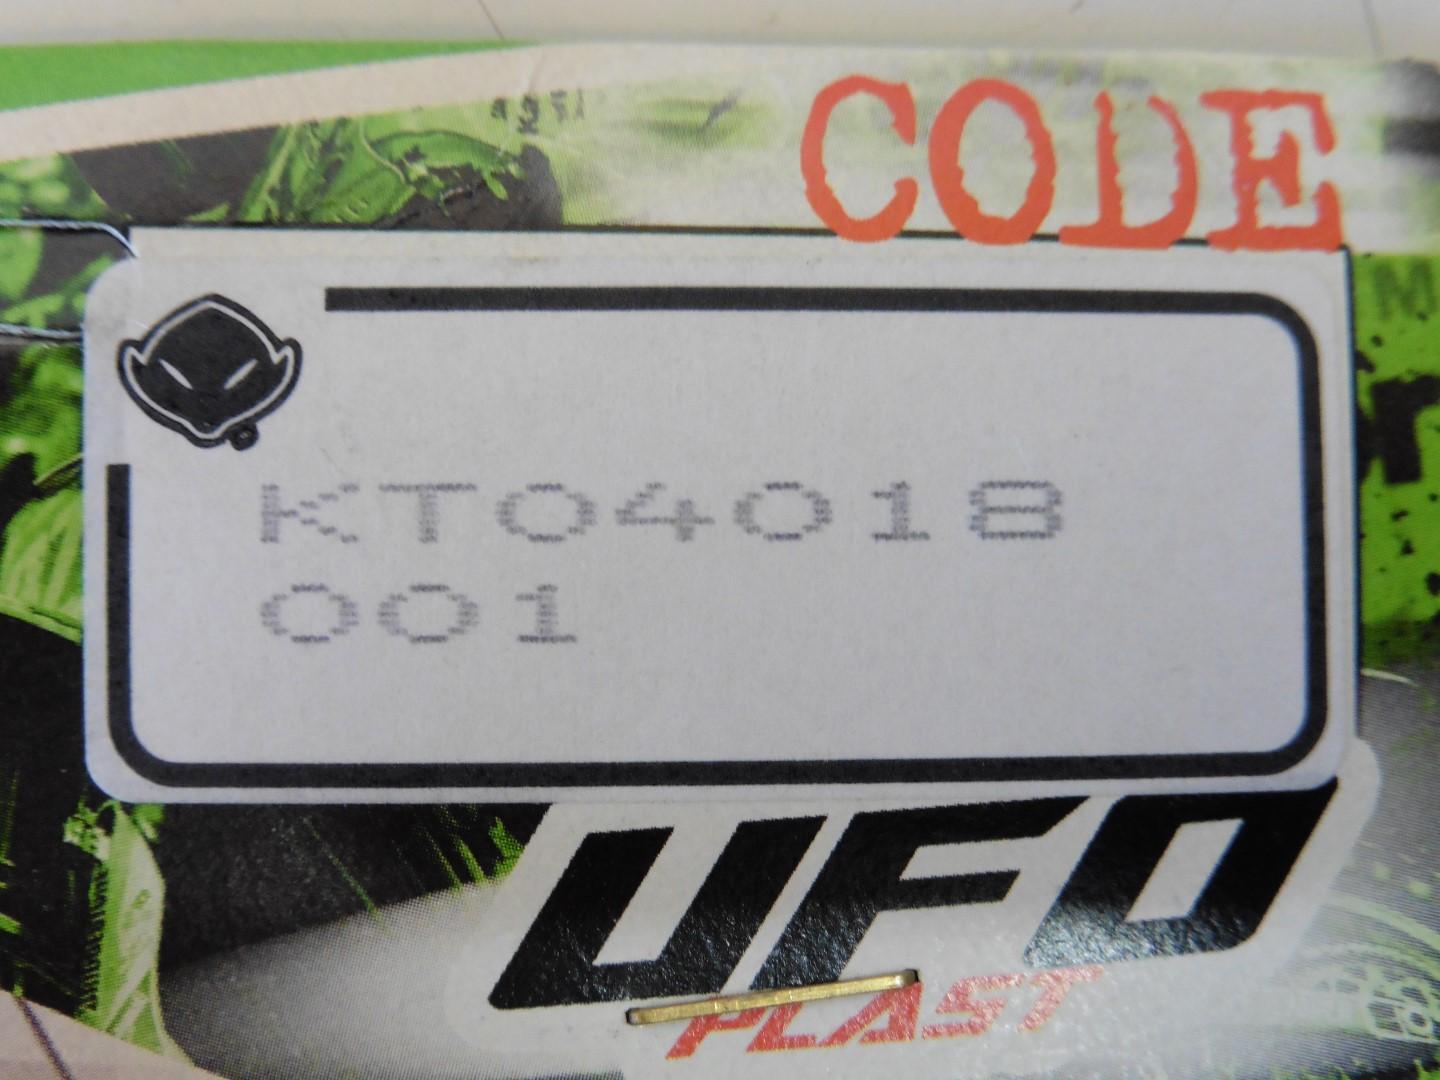 CODE
KT04018
001
UFO
PLAST